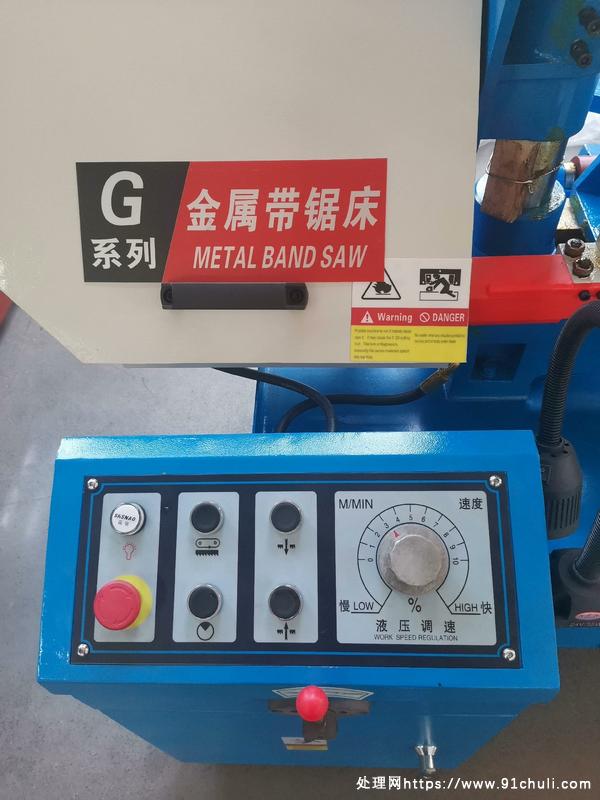 G
系列
金属带锯床
METAL BAND SAW
Warning DANGER
SASNAO
M/MIN 速度
0 1 2 3 4 5 6 7 8 9 10
慢 LOW % HIGH 快
液压调速
WORK SPEED REGULATION
处理网https://www.91chuli.com